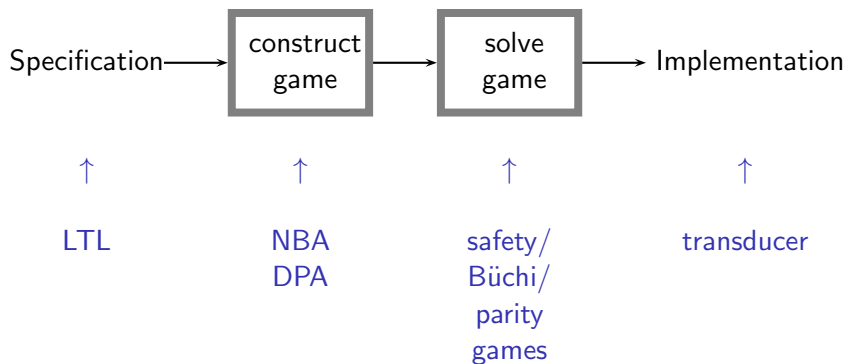 Specification
construct
game
solve
game
Implementation
↑ ↑ ↑ ↑
LTL
NBA
DPA
safety/
Büchi/
parity
games
transducer